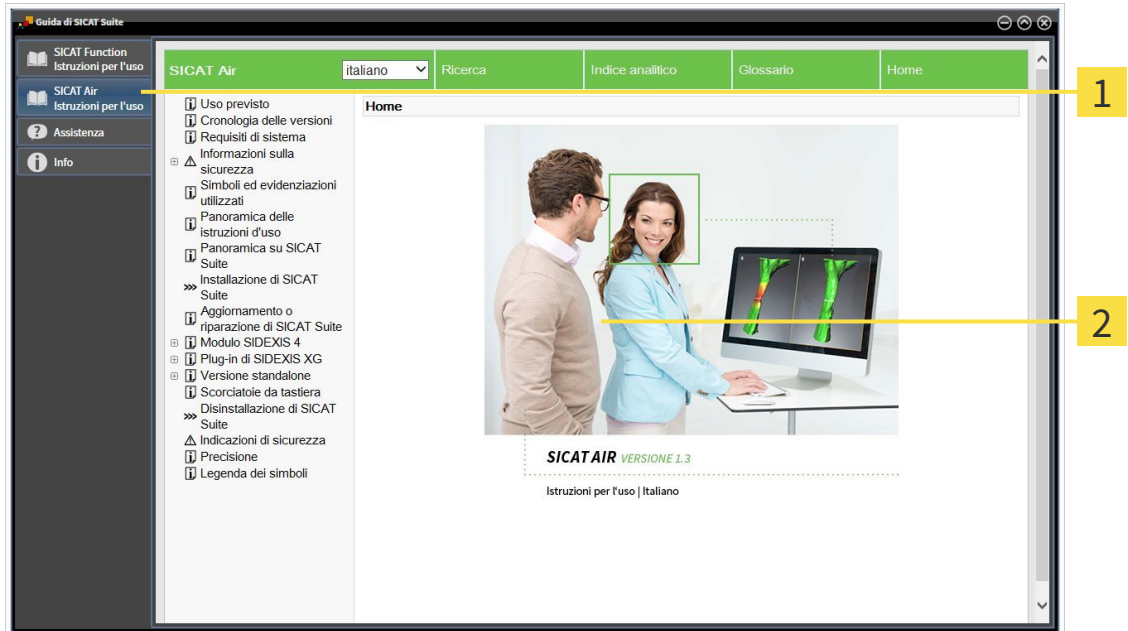 Guida di SICAT Suite
SICAT Function
Istruzioni per l'uso
SICAT Air
Istruzioni per l'uso
Assistenza
Info
SICAT Air
italiano
Ricerca
Indice analitico
Glossario
Home
Uso previsto
Cronologia delle versioni
Requisiti di sistema
Informazioni sulla
sicurezza
Simboli ed evidenziazioni
utilizzati
Panoramica delle
istruzioni d'uso
Panoramica su SICAT
Suite
Installazione di SICAT
Suite
Aggiornamento o
riparazione di SICAT Suite
Modulo SIDEXIS 4
Plug-in di SIDEXIS XG
Versione standalone
Scorciatoie da tastiera
Disinstallazione di SICAT
Suite
Indicazioni di sicurezza
Precisione
Legenda dei simboli
Home
SICAT AIR VERSIONE 1.3
Istruzioni per l'uso | Italiano
1
2